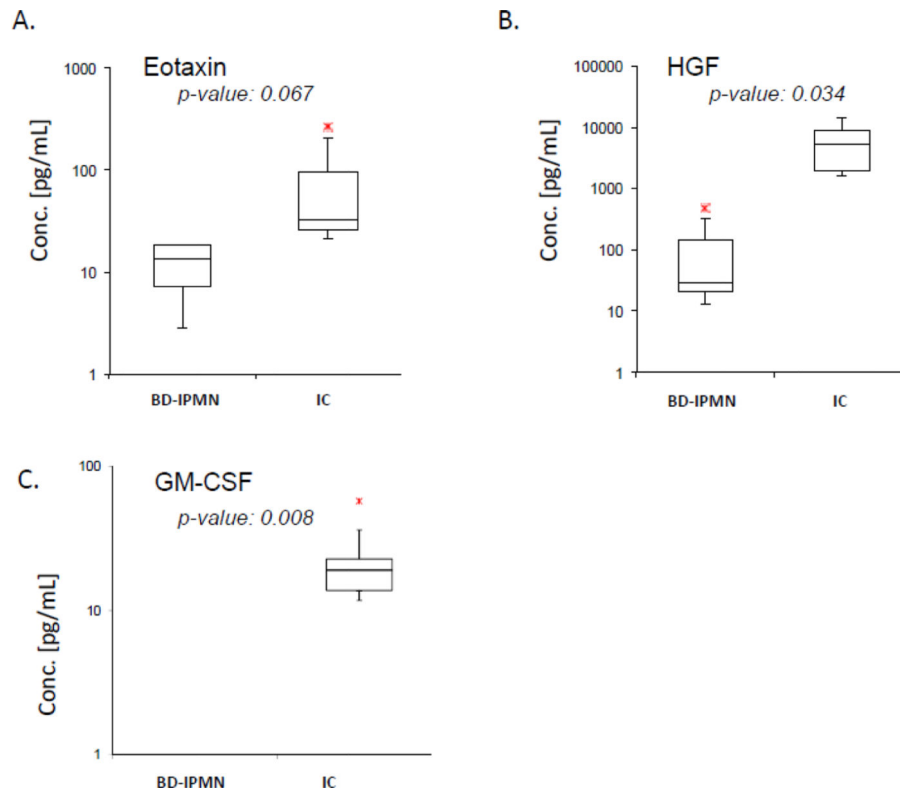 A.
Eotaxin
p-value: 0.067
1000
100
10
1
Conc. [pg/mL]
BD-IPMN IC
B.
HGF
p-value: 0.034
100000
10000
1000
100
10
1
Conc. [pg/mL]
BD-IPMN IC
C.
GM-CSF
p-value: 0.008
100
10
1
Conc. [pg/mL]
BD-IPMN IC